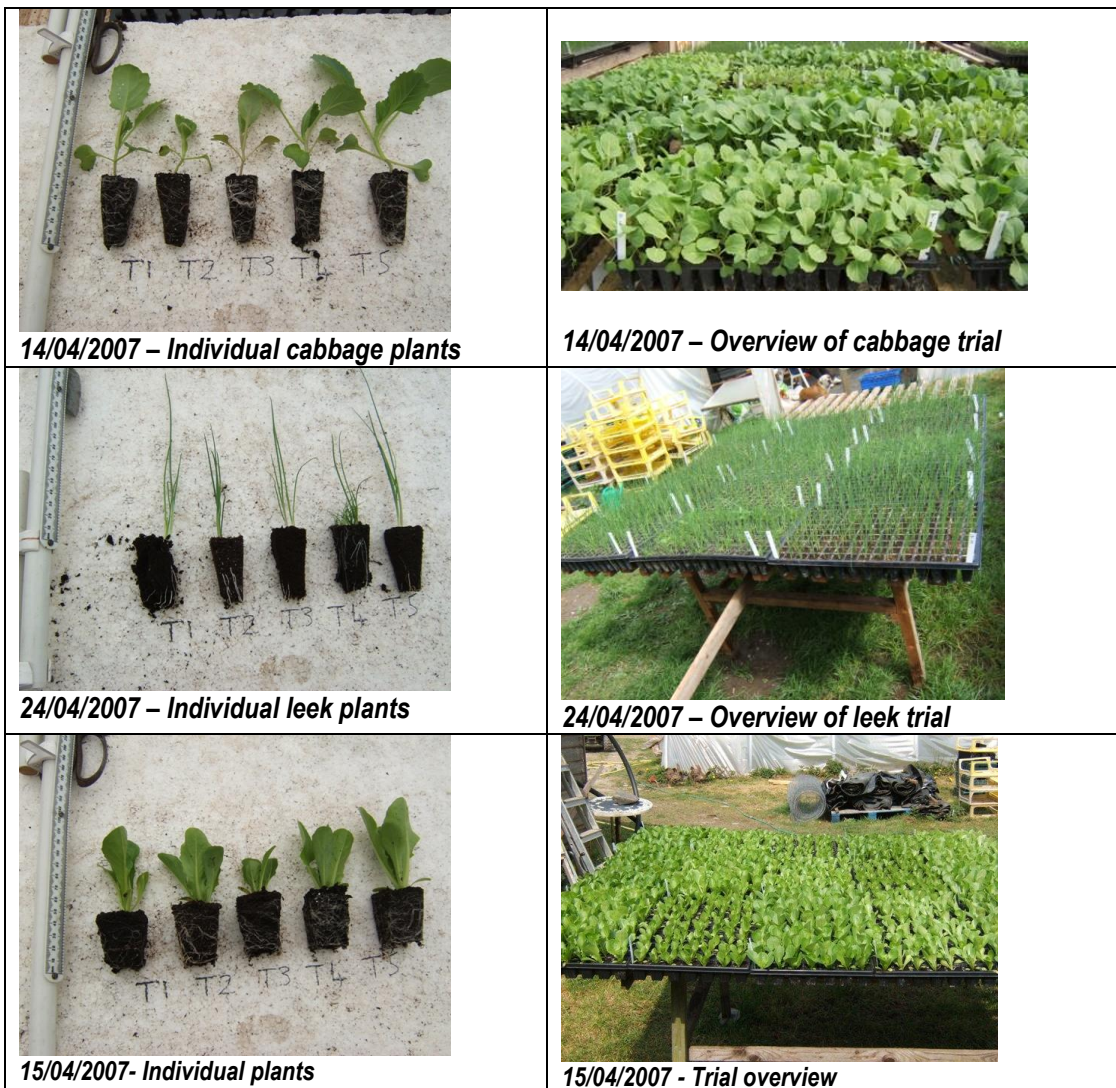 T1 T2 T3 T4 T5
14/04/2007 – Individual cabbage plants
14/04/2007 – Overview of cabbage trial
T1 T2 T3 T4 T5
24/04/2007 – Individual leek plants
24/04/2007 – Overview of leek trial
T1 T2 T3 T4 T5
15/04/2007- Individual plants
15/04/2007 - Trial overview